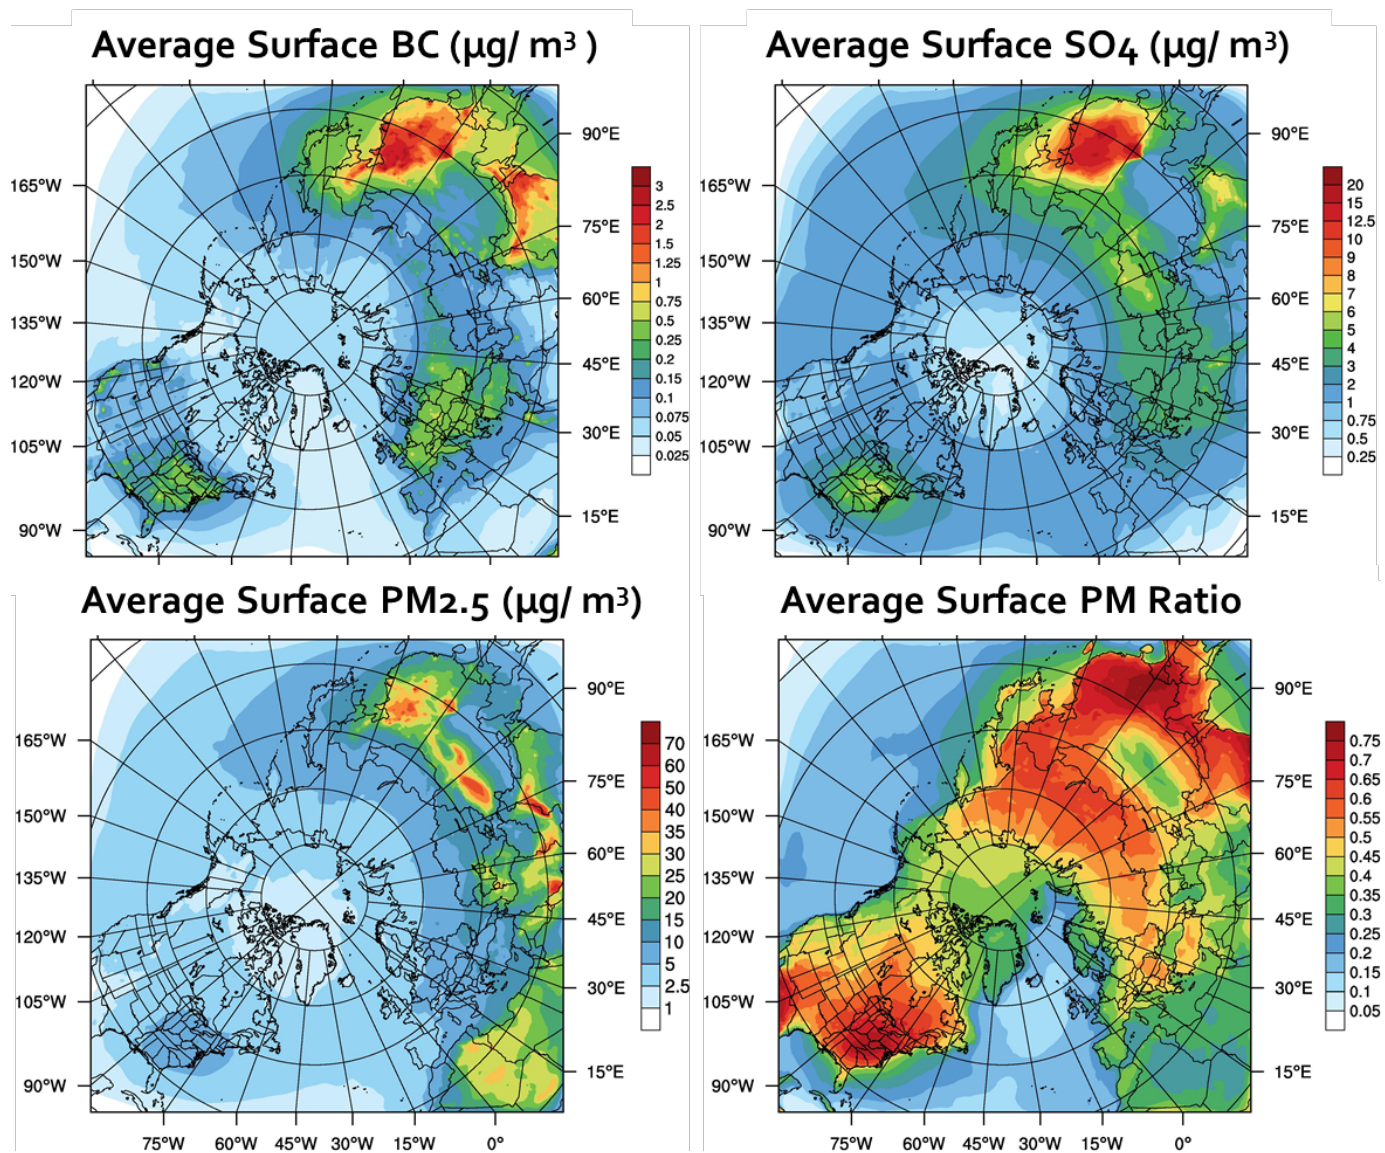 Average Surface BC (µg/ m³ )
Average Surface SO4 (µg/ m³)
165°W
150°W
135°W
120°W
105°W
90°W
90°E
75°E
60°E
45°E
30°E
15°E
3
2.5
2
1.5
1.25
1
0.75
0.5
0.25
0.2
0.15
0.1
0.075
0.05
0.025
165°W
150°W
135°W
120°W
105°W
90°W
90°E
75°E
60°E
45°E
30°E
15°E
20
15
12.5
10
9
8
7
6
5
4
3
2
1
0.75
0.5
0.25
Average Surface PM2.5 (µg/ m³)
Average Surface PM Ratio
165°W
150°W
135°W
120°W
105°W
90°W
90°E
75°E
60°E
45°E
30°E
15°E
70
60
50
40
35
30
25
20
15
10
5
2.5
1
75°W 60°W 45°W 30°W 15°W 0°
165°W
150°W
135°W
120°W
105°W
90°W
90°E
75°E
60°E
45°E
30°E
15°E
0.75
0.7
0.65
0.6
0.55
0.5
0.45
0.4
0.35
0.3
0.25
0.2
0.15
0.1
0.05
75°W 60°W 45°W 30°W 15°W 0°